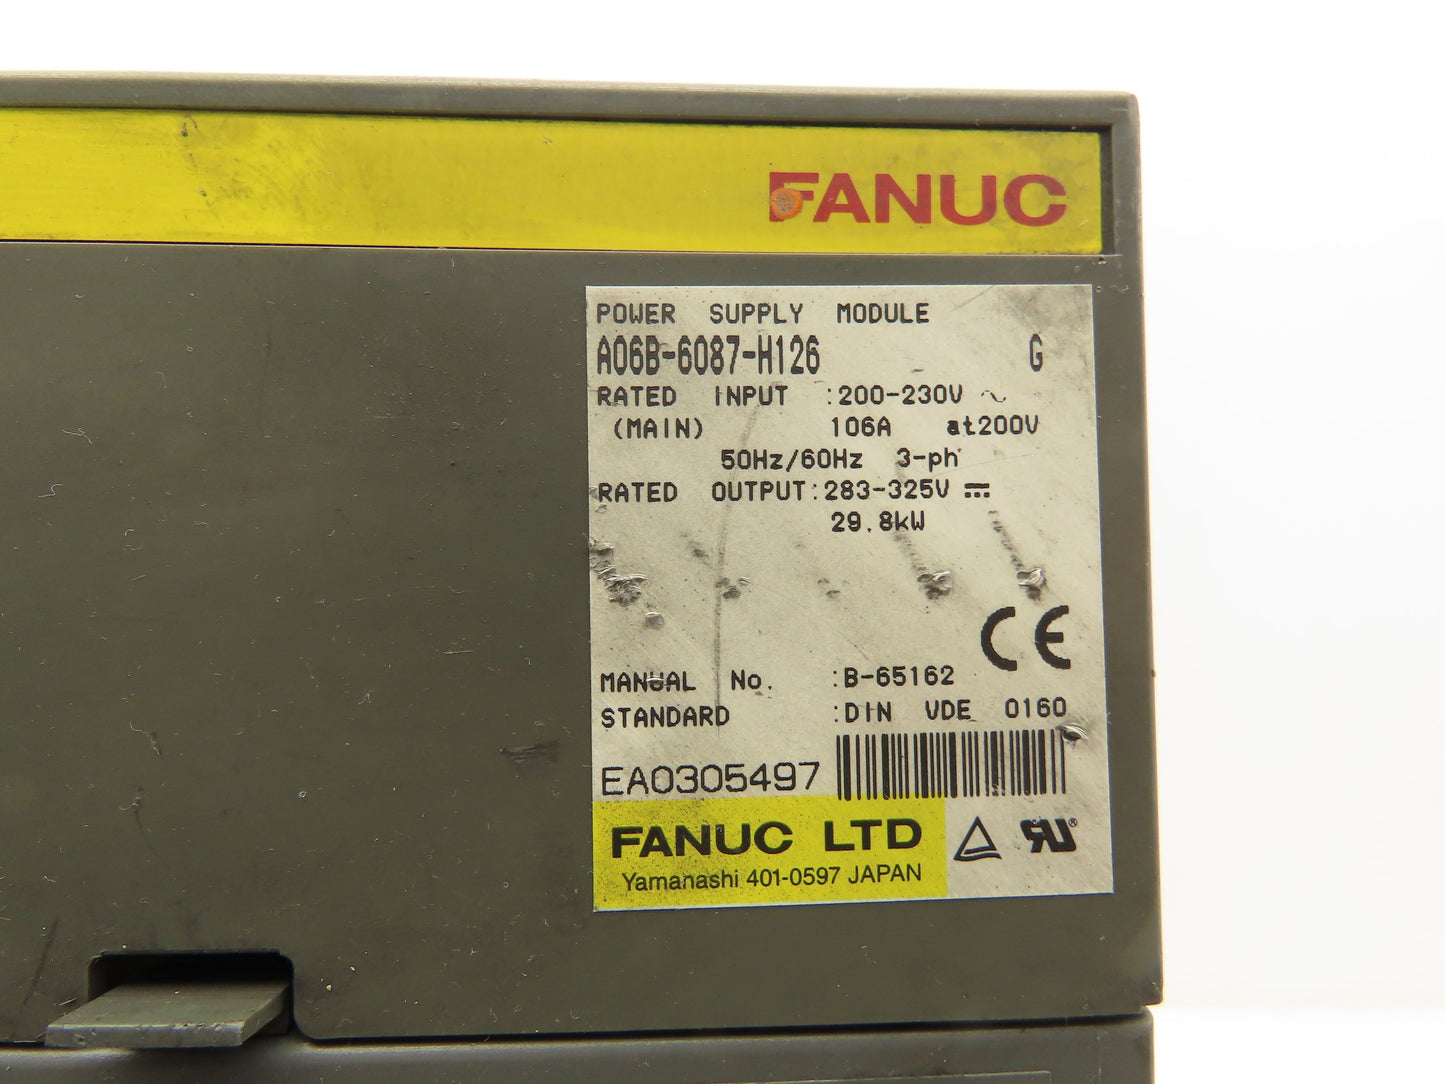 FANUC
POWER SUPPLY MODULE
A06B-6087-H126 G
RATED INPUT :200-230V ~
(MAIN) 106A at200V
50Hz/60Hz 3-ph
RATED OUTPUT:283-325V ⎓
29.8kW
CE
MANUAL No. :B-65162
STANDARD :DIN VDE 0160
EA0305497
FANUC LTD
Yamanashi 401-0597 JAPAN
RU®